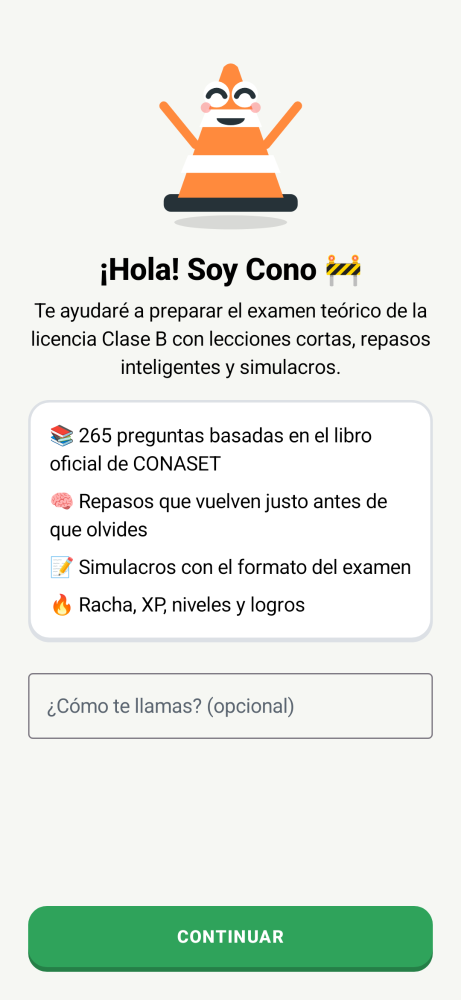 ¡Hola! Soy Cono 🚧
Te ayudaré a preparar el examen teórico de la
licencia Clase B con lecciones cortas, repasos
inteligentes y simulacros.
📚 265 preguntas basadas en el libro
oficial de CONASET
🧠 Repasos que vuelven justo antes de
que olvides
📝 Simulacros con el formato del examen
🔥 Racha, XP, niveles y logros
¿Cómo te llamas? (opcional)
CONTINUAR